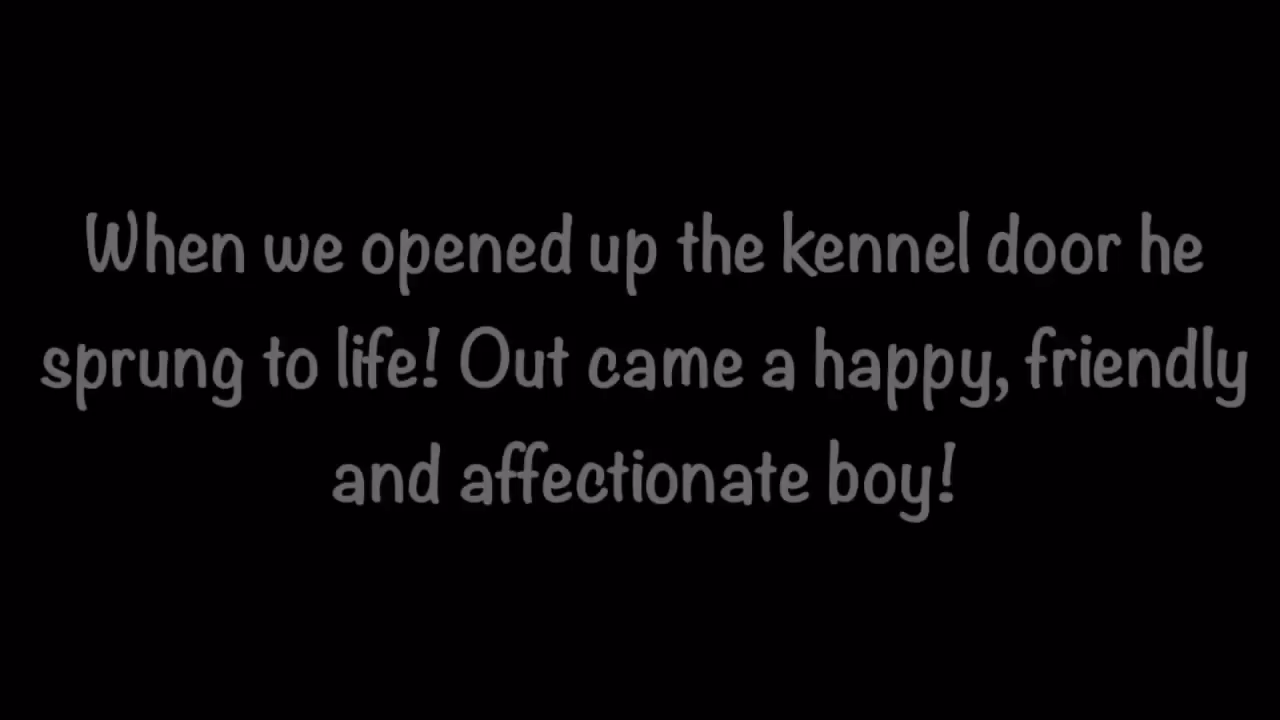 When we opened up the kennel door he
sprung to life! Out came a happy, friendly
and affectionate boy!